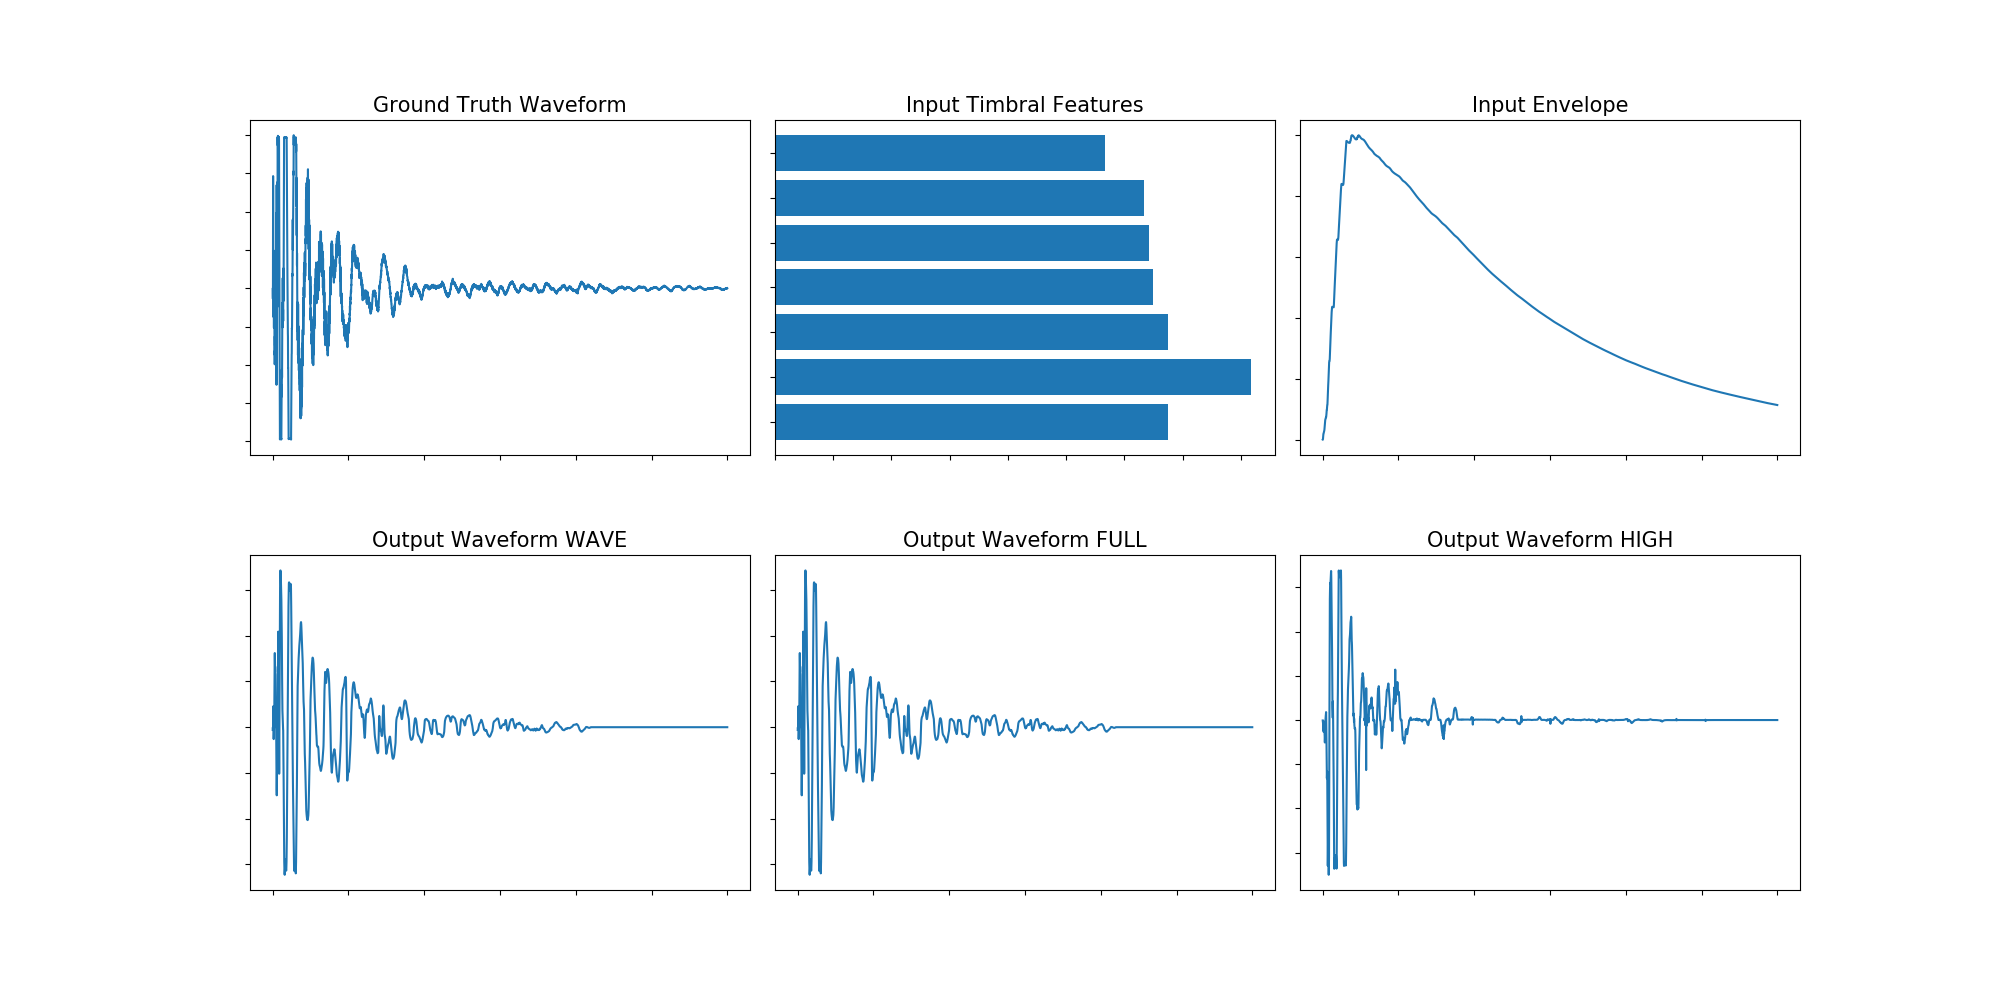 Ground Truth Waveform
Input Timbral Features
Input Envelope
Output Waveform WAVE
Output Waveform FULL
Output Waveform HIGH